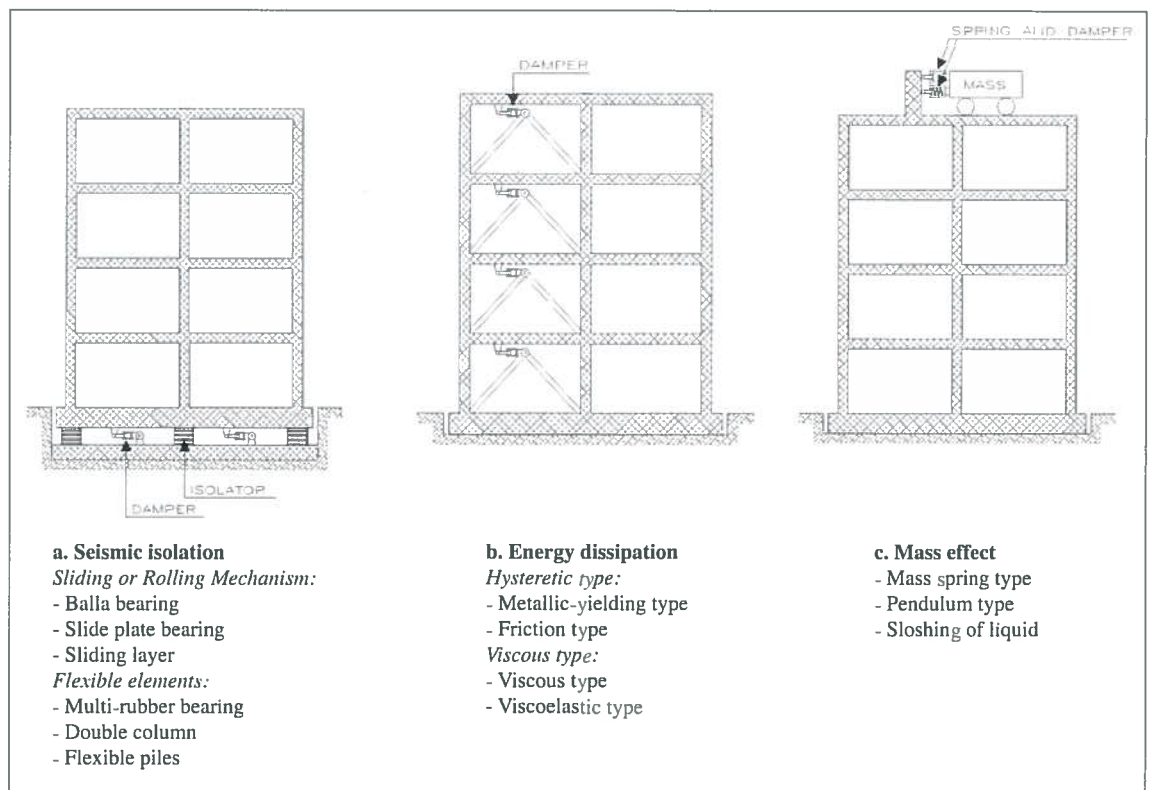 DAMPER
ISOLATOP
DAMPER
SPRING AND DAMPER
MASS
a. Seismic isolation
Sliding or Rolling Mechanism:
- Balla bearing
- Slide plate bearing
- Sliding layer
Flexible elements:
- Multi-rubber bearing
- Double column
- Flexible piles
b. Energy dissipation
Hysteretic type:
- Metallic-yielding type
- Friction type
Viscous type:
- Viscous type
- Viscoelastic type
c. Mass effect
- Mass spring type
- Pendulum type
- Sloshing of liquid